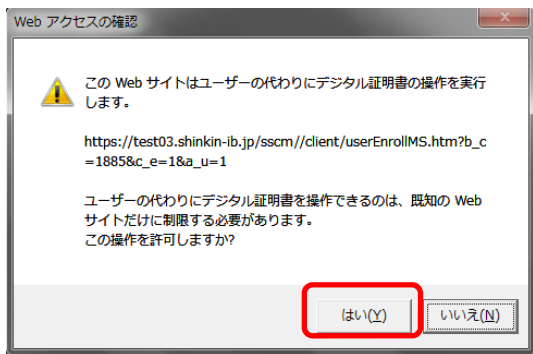 Web アクセスの確認
この Web サイトはユーザーの代わりにデジタル証明書の操作を実行
します。
https://test03.shinkin-ib.jp/sscm//client/userEnrollMS.htm?b_c
=1885&c_e=1&a_u=1
ユーザーの代わりにデジタル証明書を操作できるのは、既知の Web
サイトだけに制限する必要があります。
この操作を許可しますか?
はい(Y) いいえ(N)